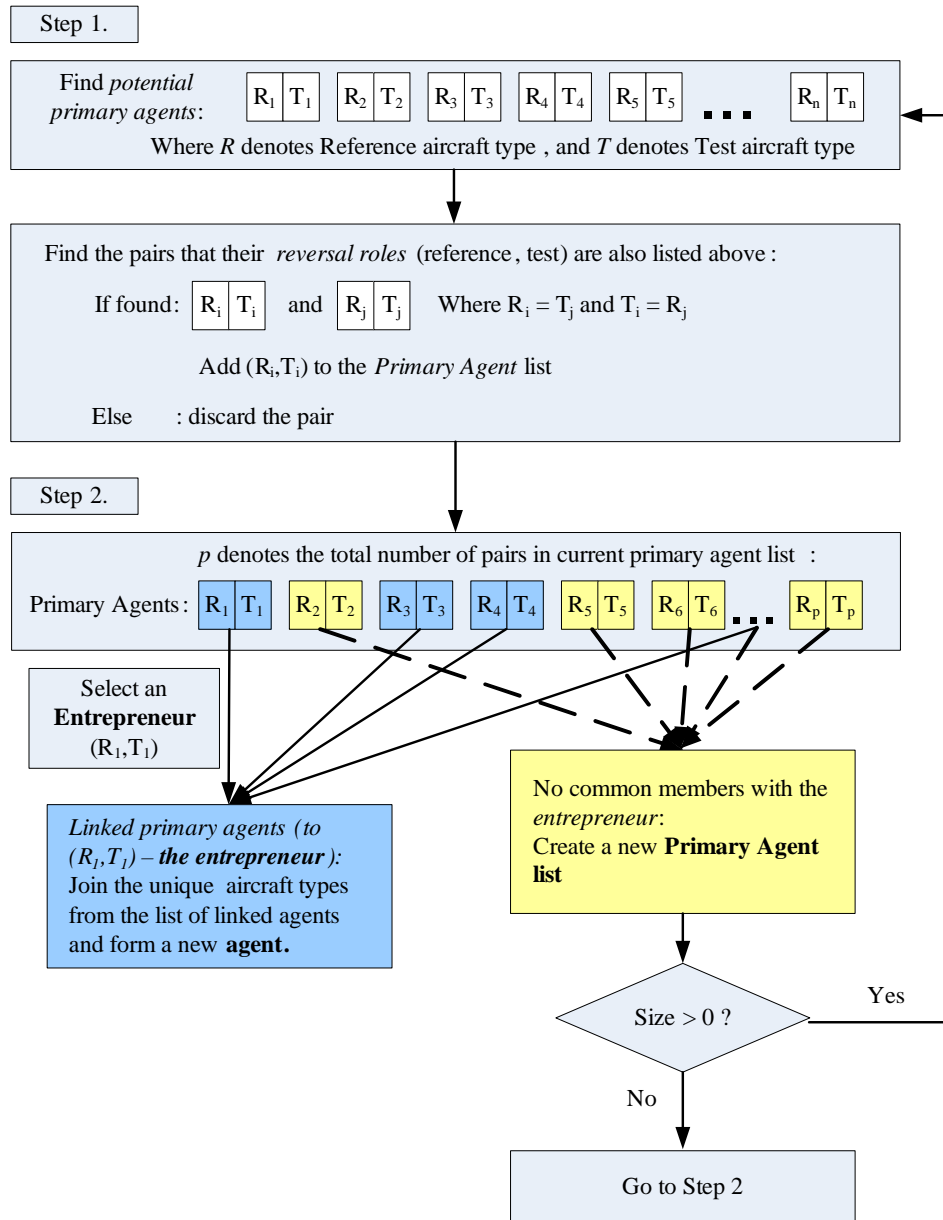 Step 1.
Find potential primary agents:
R1 T1 R2 T2 R3 T3 R4 T4 R5 T5 ... Rn Tn
Where R denotes Reference aircraft type , and T denotes Test aircraft type
Find the pairs that their reversal roles (reference, test) are also listed above :
If found: Ri Ti and Rj Tj Where Ri = Tj and Ti = Rj
Add (Ri,Ti) to the Primary Agent list
Else : discard the pair
Step 2.
p denotes the total number of pairs in current primary agent list :
Primary Agents: R1 T1 R2 T2 R3 T3 R4 T4 R5 T5 R6 T6 ... Rp Tp
Select an
Entrepreneur
(R1,T1)
Linked primary agents (to
(R1,T1) – the entrepreneur):
Join the unique aircraft types
from the list of linked agents
and form a new agent.
No common members with the
entrepreneur:
Create a new Primary Agent
list
Size > 0 ?
Yes
No
Go to Step 2